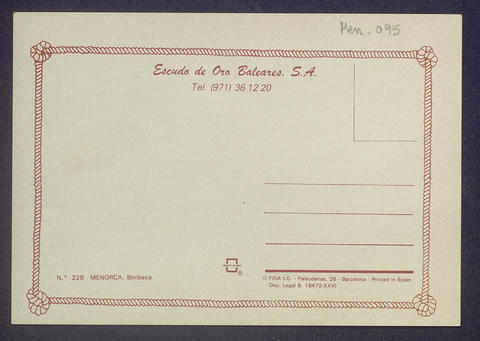 Men-095
Escudo de Oro Baleares. S.A.
Tel. (971) 36 12 20
N.° 228 MENORCA. Binibeca
®
© FISA I.G. - Palaudarias, 26 - Barcelona - Printed in Spain
Dep. Legal B. 19470-XXXI